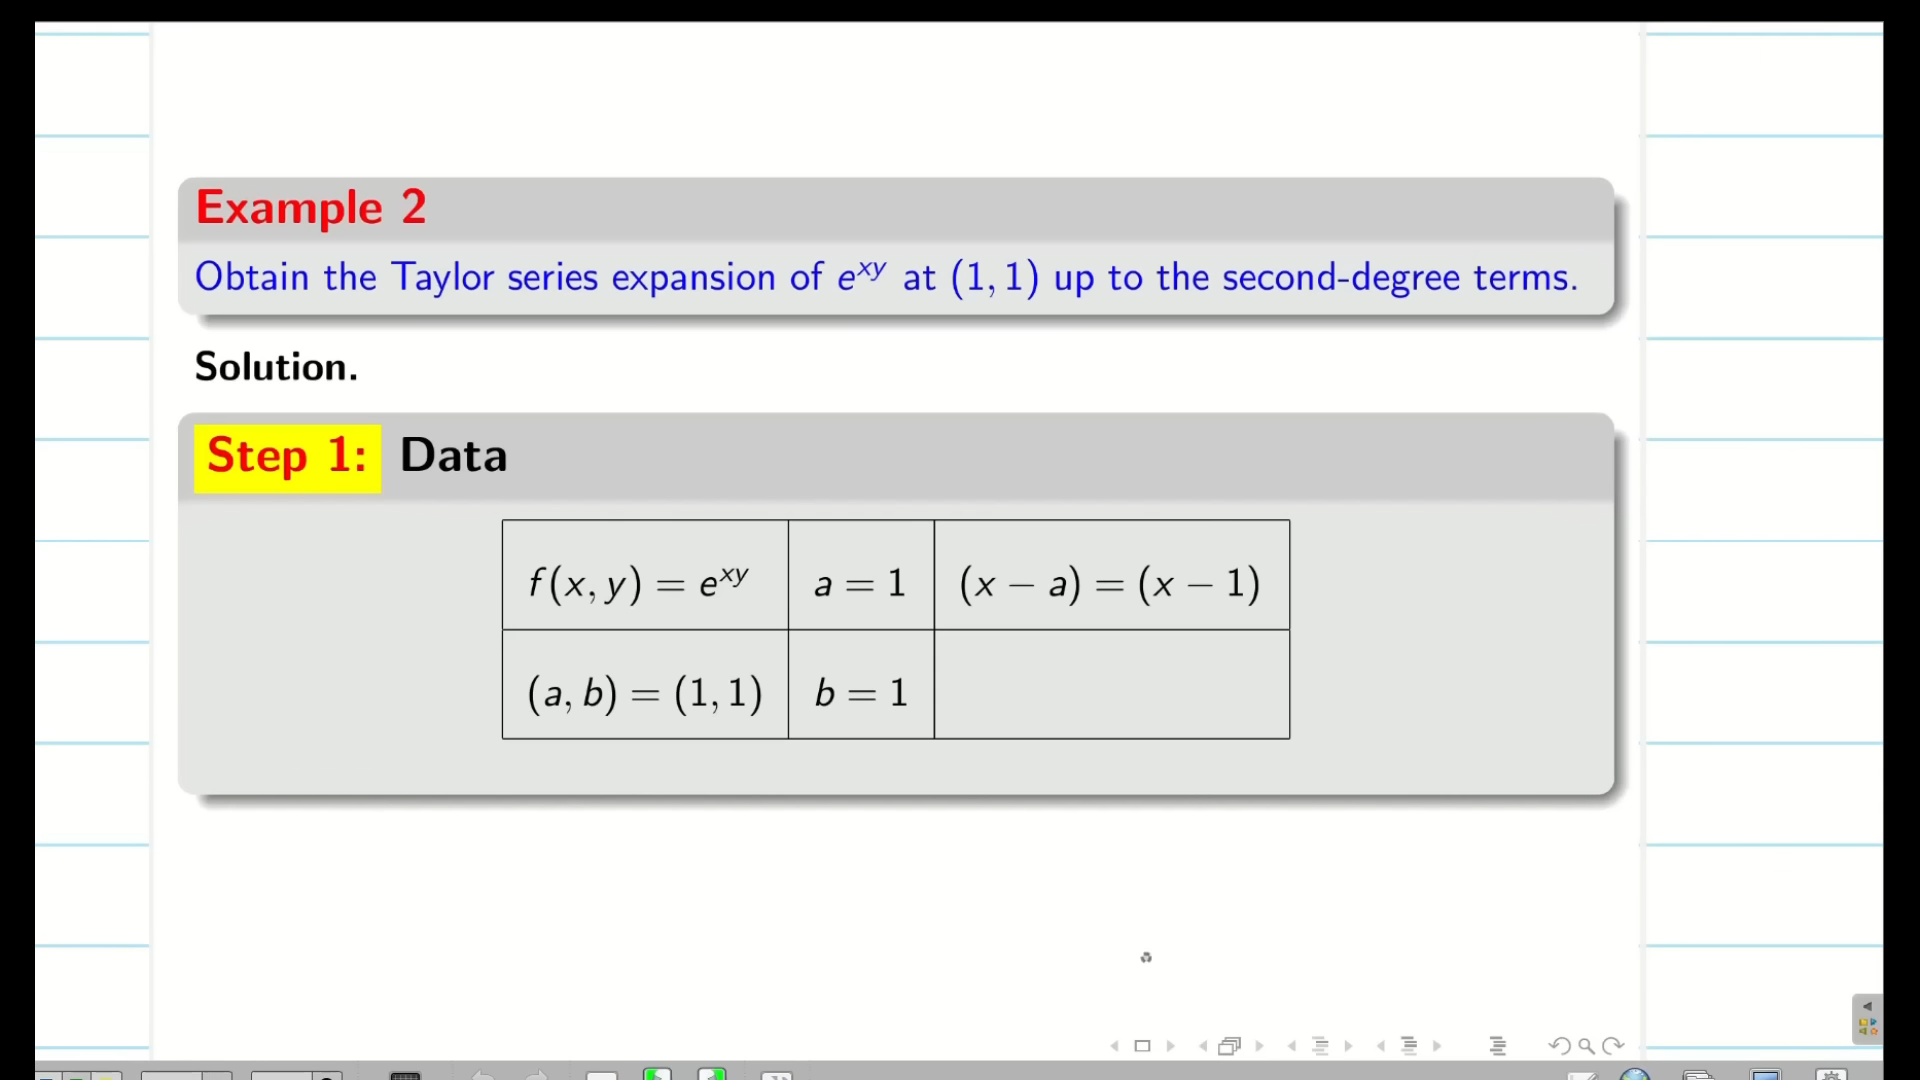 Example 2
Obtain the Taylor series expansion of e^{xy} at (1, 1) up to the second-degree terms.
Solution.
Step 1: Data
f(x, y) = e^{xy} a = 1 (x − a) = (x − 1)
(a, b) = (1, 1) b = 1